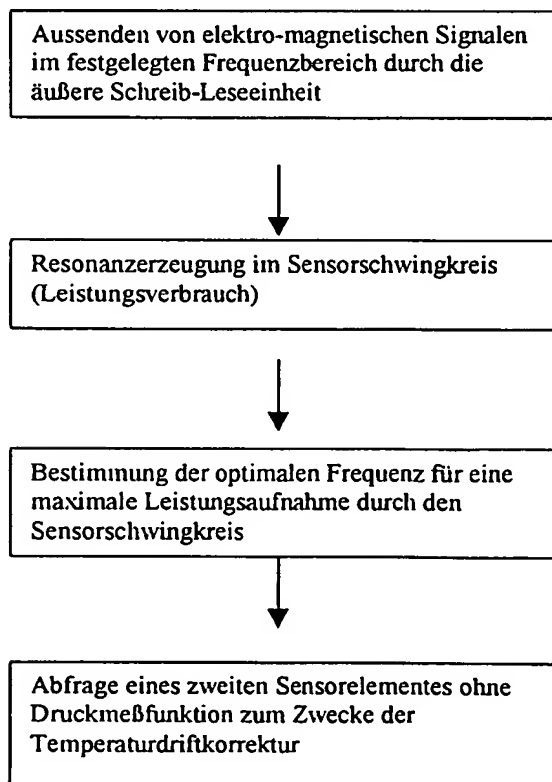 Aussenden von elektro-magnetischen Signalen
im festgelegten Frequenzbereich durch die
äußere Schreib-Leseeinheit
Resonanzerzeugung im Sensorschwingkreis
(Leistungsverbrauch)
Bestimmung der optimalen Frequenz für eine
maximale Leistungsaufnahme durch den
Sensorschwingkreis
Abfrage eines zweiten Sensorelementes ohne
Druckmeßfunktion zum Zwecke der
Temperaturdriftkorrektur